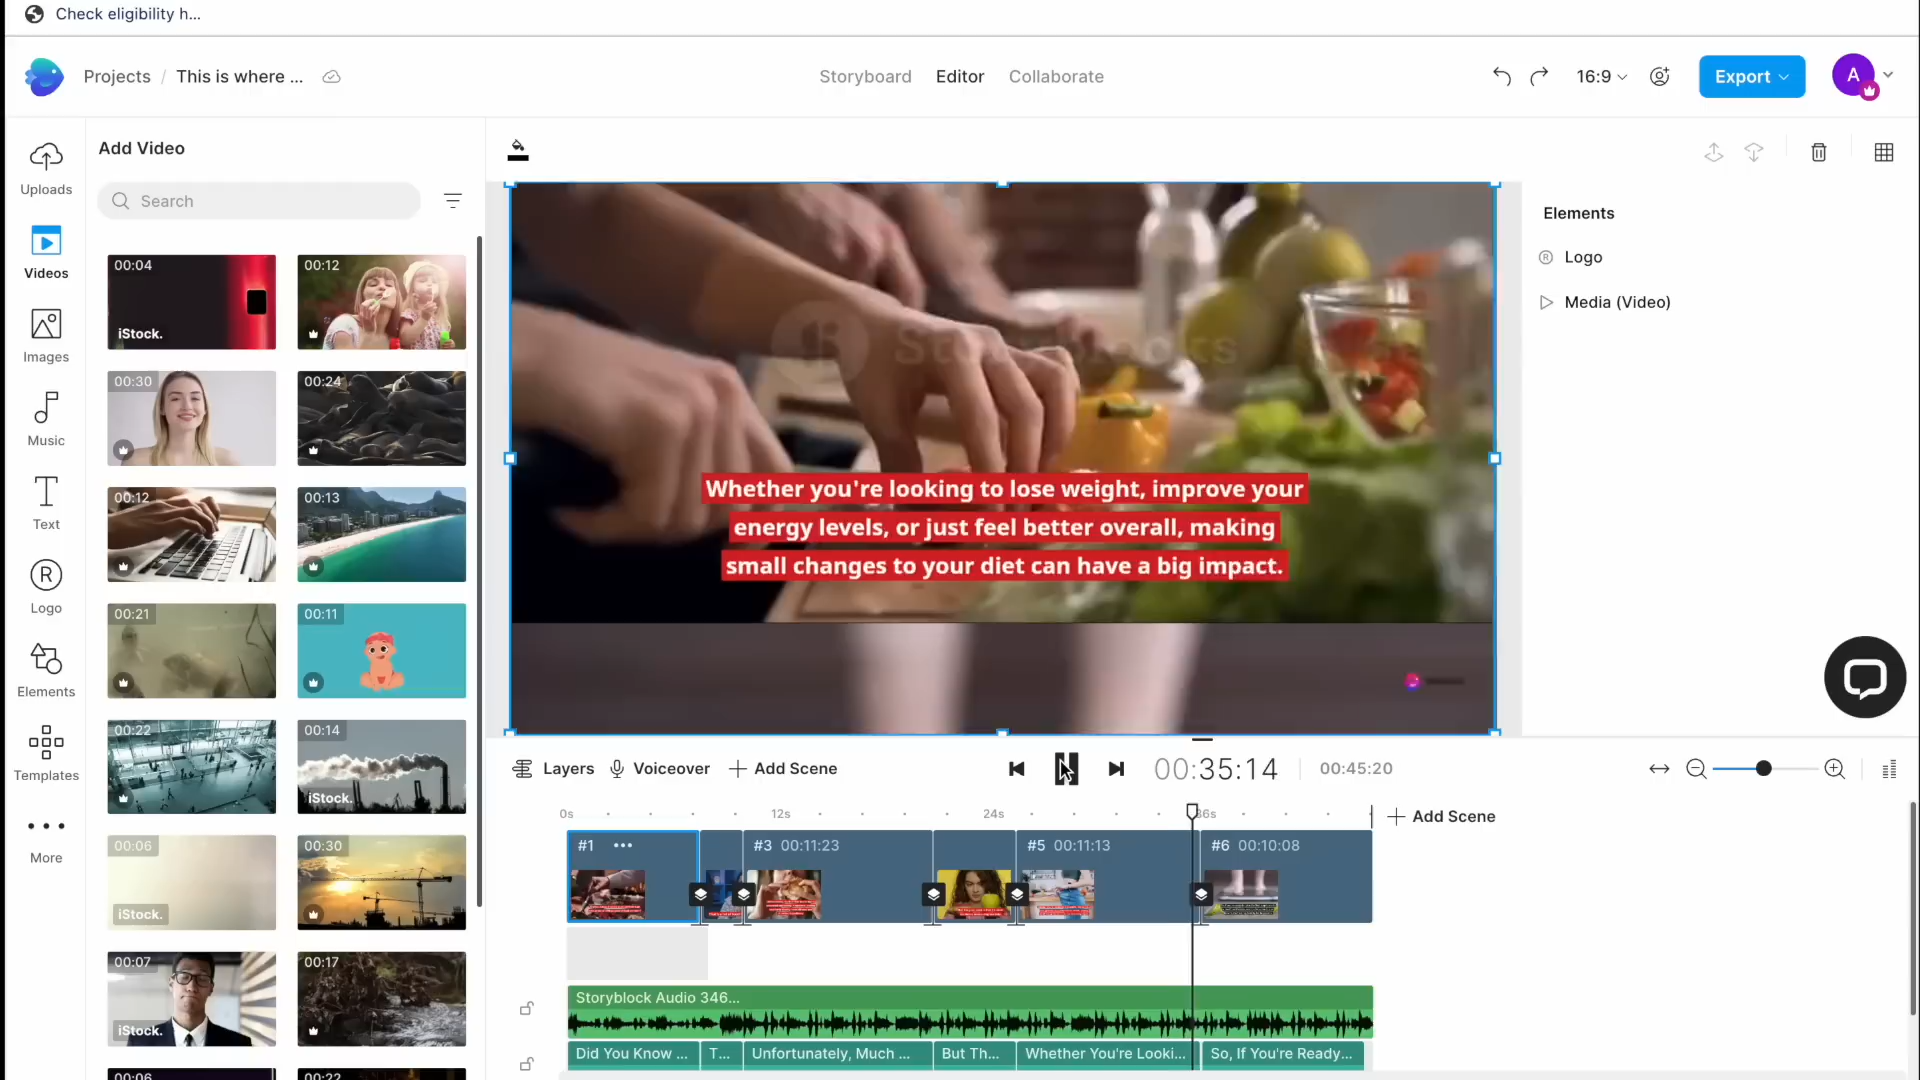 Check eligibility h...
Projects / This is where ...
Storyboard Editor Collaborate
16:9
Export
A
Add Video
Search
Uploads
Videos
Images
Music
Text
Logo
Elements
Templates
More
00:04
iStock.
00:12
00:30
00:24
00:12
00:13
00:21
00:11
00:22
00:14
iStock.
00:06
iStock.
00:30
00:07
iStock.
00:17
00:06
00:22
Storyblocks
Whether you're looking to lose weight, improve your
energy levels, or just feel better overall, making
small changes to your diet can have a big impact.
Elements
Logo
Media (Video)
Layers
Voiceover
Add Scene
00:35:14
00:45:20
0s
12s
24s
36s
Add Scene
#1
#3 00:11:23
#5 00:11:13
#6 00:10:08
Storyblock Audio 346...
Did You Know ...
T...
Unfortunately, Much ...
But Th...
Whether You're Looki...
So, If You're Ready...